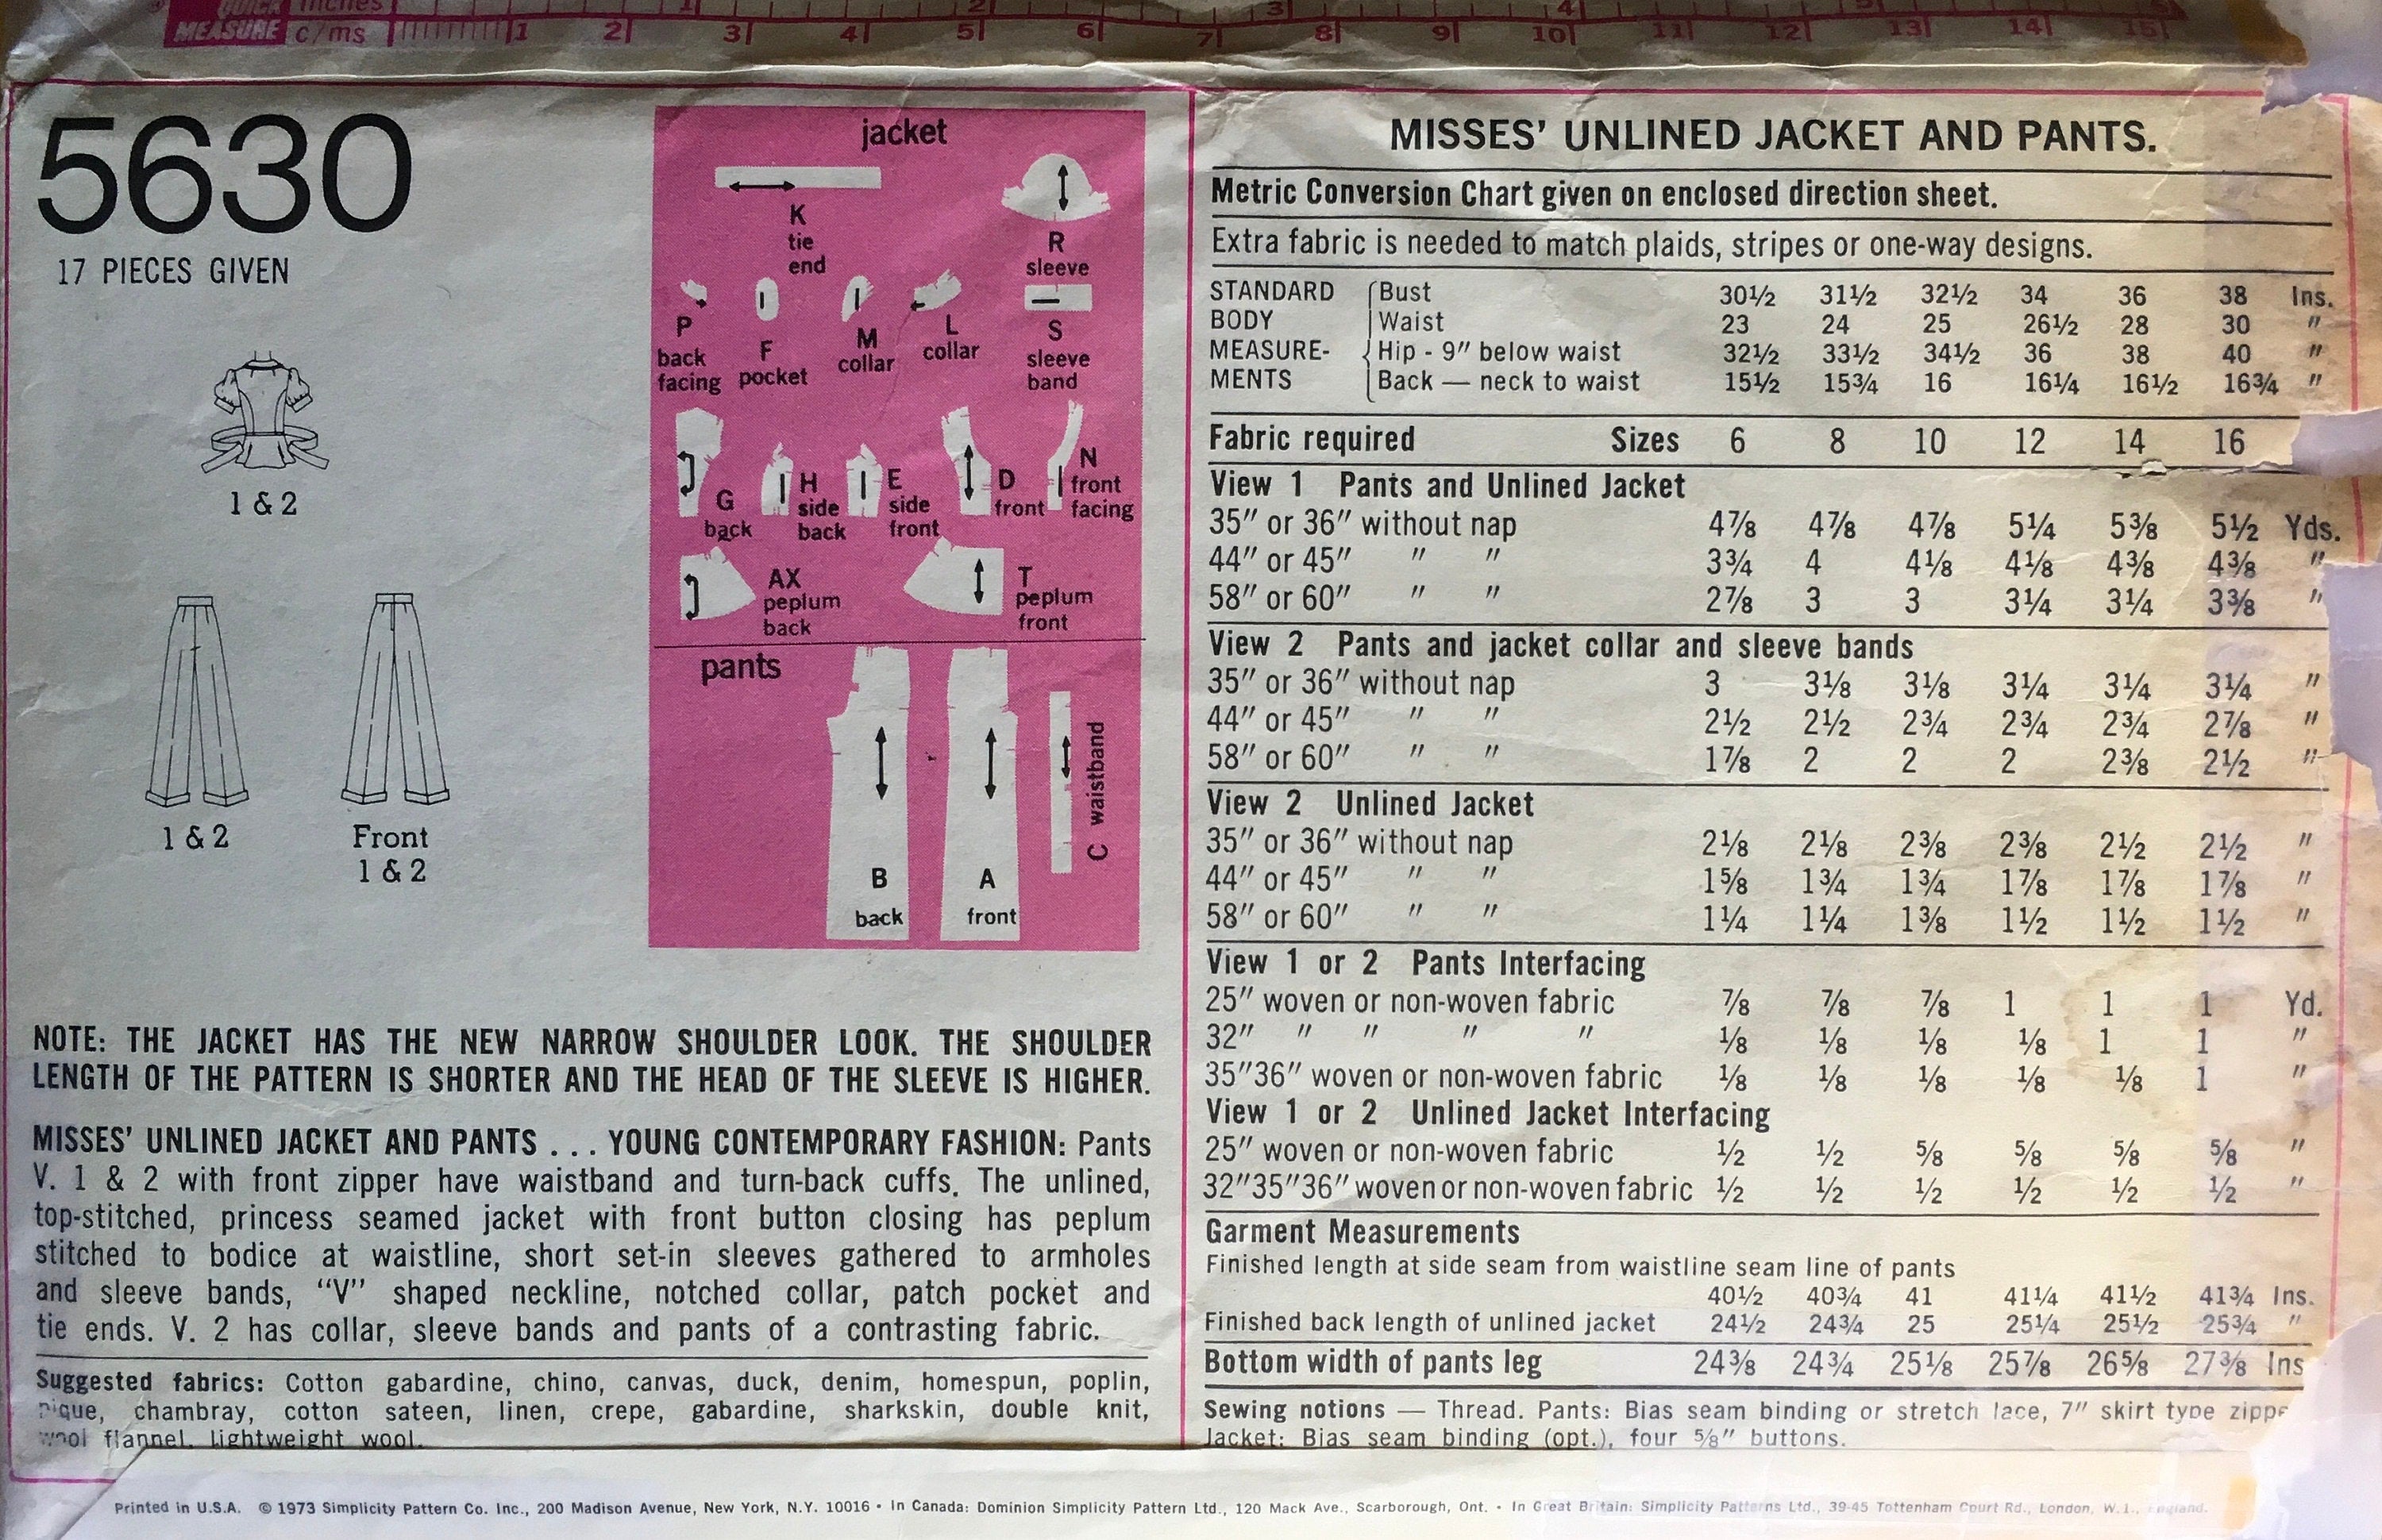 QUICK inches 1 2 3 4 5
MEASURE c/ms 1 2 3 4 5 6 7 8 9 10 11 12 13 14 15
5630
17 PIECES GIVEN
1 & 2
1 & 2
Front
1 & 2
jacket
K
tie
end
R
sleeve
P
back
facing
F
pocket
M
collar
L
collar
S
sleeve
band
G
back
H
side
back
E
side
front
D
front
N
front
facing
AX
peplum
back
T
peplum
front
pants
B
back
A
front
C waistband
NOTE: THE JACKET HAS THE NEW NARROW SHOULDER LOOK. THE SHOULDER
LENGTH OF THE PATTERN IS SHORTER AND THE HEAD OF THE SLEEVE IS HIGHER.
MISSES' UNLINED JACKET AND PANTS . . . YOUNG CONTEMPORARY FASHION: Pants
V. 1 & 2 with front zipper have waistband and turn-back cuffs. The unlined,
top-stitched, princess seamed jacket with front button closing has peplum
stitched to bodice at waistline, short set-in sleeves gathered to armholes
and sleeve bands, "V" shaped neckline, notched collar, patch pocket and
tie ends. V. 2 has collar, sleeve bands and pants of a contrasting fabric.
Suggested fabrics: Cotton gabardine, chino, canvas, duck, denim, homespun, poplin,
pique, chambray, cotton sateen, linen, crepe, gabardine, sharkskin, double knit,
wool flannel, lightweight wool.
MISSES' UNLINED JACKET AND PANTS.
Metric Conversion Chart given on enclosed direction sheet.
Extra fabric is needed to match plaids, stripes or one-way designs.
STANDARD Bust 30½ 31½ 32½ 34 36 38 Ins.
BODY Waist 23 24 25 26½ 28 30 "
MEASURE- Hip - 9" below waist 32½ 33½ 34½ 36 38 40 "
MENTS Back — neck to waist 15½ 15¾ 16 16¼ 16½ 16¾ "
Fabric required Sizes 6 8 10 12 14 16
View 1 Pants and Unlined Jacket
35" or 36" without nap 4⅞ 4⅞ 4⅞ 5¼ 5⅜ 5½ Yds.
44" or 45" " " 3¾ 4 4⅛ 4⅛ 4⅜ 4⅜ "
58" or 60" " " 2⅞ 3 3 3¼ 3¼ 3⅜ "
View 2 Pants and jacket collar and sleeve bands
35" or 36" without nap 3 3⅛ 3⅛ 3¼ 3¼ 3¼ "
44" or 45" " " 2½ 2½ 2¾ 2¾ 2¾ 2⅞ "
58" or 60" " " 1⅞ 2 2 2 2⅜ 2½ "
View 2 Unlined Jacket
35" or 36" without nap 2⅛ 2⅛ 2⅜ 2⅜ 2½ 2½ "
44" or 45" " " 1⅝ 1¾ 1¾ 1⅞ 1⅞ 1⅞ "
58" or 60" " " 1¼ 1¼ 1⅜ 1½ 1½ 1½ "
View 1 or 2 Pants Interfacing
25" woven or non-woven fabric ⅞ ⅞ ⅞ 1 1 1 Yd.
32" " " " " ⅛ ⅛ ⅛ ⅛ 1 1 "
35"36" woven or non-woven fabric ⅛ ⅛ ⅛ ⅛ ⅛ 1 "
View 1 or 2 Unlined Jacket Interfacing
25" woven or non-woven fabric ½ ½ ⅝ ⅝ ⅝ ⅝ "
32"35"36" woven or non-woven fabric ½ ½ ½ ½ ½ ½ "
Garment Measurements
Finished length at side seam from waistline seam line of pants
40½ 40¾ 41 41¼ 41½ 41¾ Ins.
Finished back length of unlined jacket 24½ 24¾ 25 25¼ 25½ 25¾ "
Bottom width of pants leg 24⅜ 24¾ 25⅛ 25⅞ 26⅝ 27⅜ Ins
Sewing notions — Thread. Pants: Bias seam binding or stretch lace, 7" skirt type zippe
Jacket: Bias seam binding (opt.), four ⅝" buttons.
Printed in U.S.A. © 1973 Simplicity Pattern Co. Inc., 200 Madison Avenue, New York, N.Y. 10016 • In Canada: Dominion Simplicity Pattern Ltd., 120 Mack Ave., Scarborough, Ont. • In Great Britain: Simplicity Patterns Ltd., 39-45 Tottenham Court Rd., London, W.1., England.